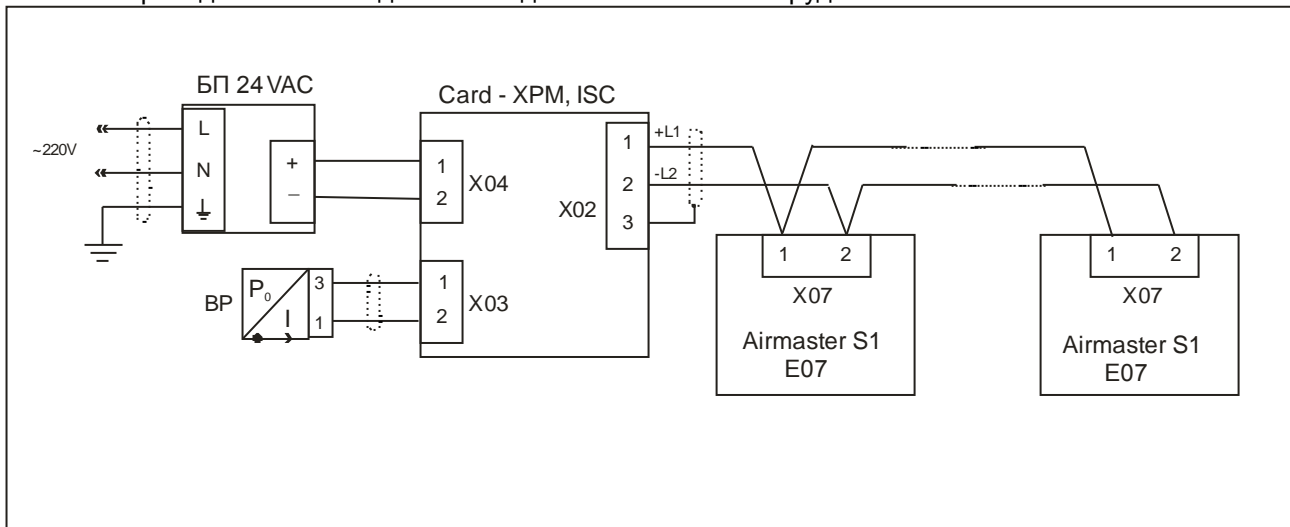 БП 24 VAC
Card - XPM, ISC
~220V
L
N
+
–
1
2
X04
X02
1
2
3
+L1
-L2
BP
P0
I
3
1
1
2
X03
1 2
X07
Airmaster S1
E07
1 2
X07
Airmaster S1
E07